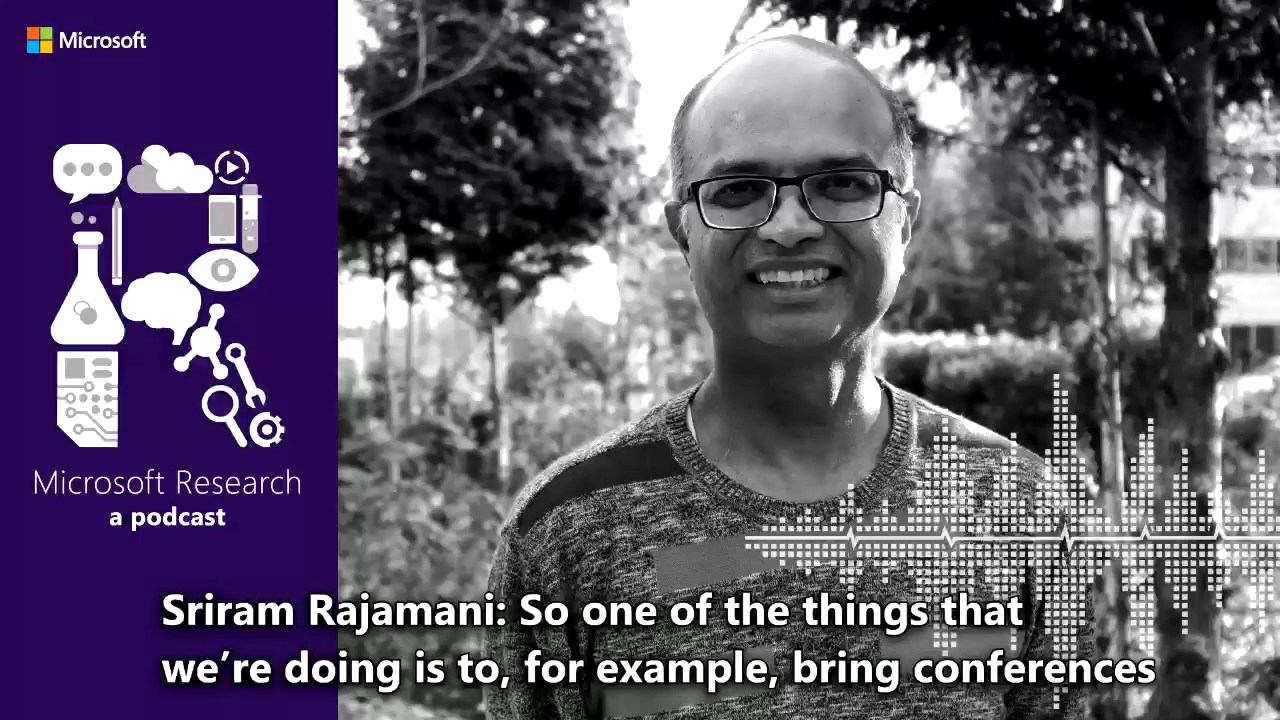 Microsoft
Microsoft Research
a podcast
Sriram Rajamani: So one of the things that
we’re doing is to, for example, bring conferences